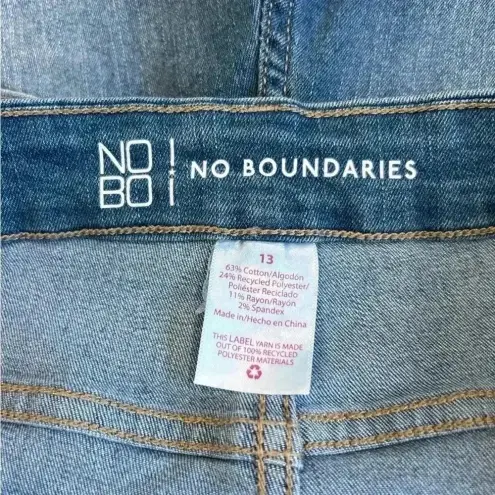 NO
BO
NO BOUNDARIES
13
63% Cotton/Algodón
24% Recycled Polyester/
Poliéster Reciclado
11% Rayon/Rayón
2% Spandex
Made in/Hecho en China
THIS LABEL YARN IS MADE
OUT OF 100% RECYCLED
POLYESTER MATERIALS